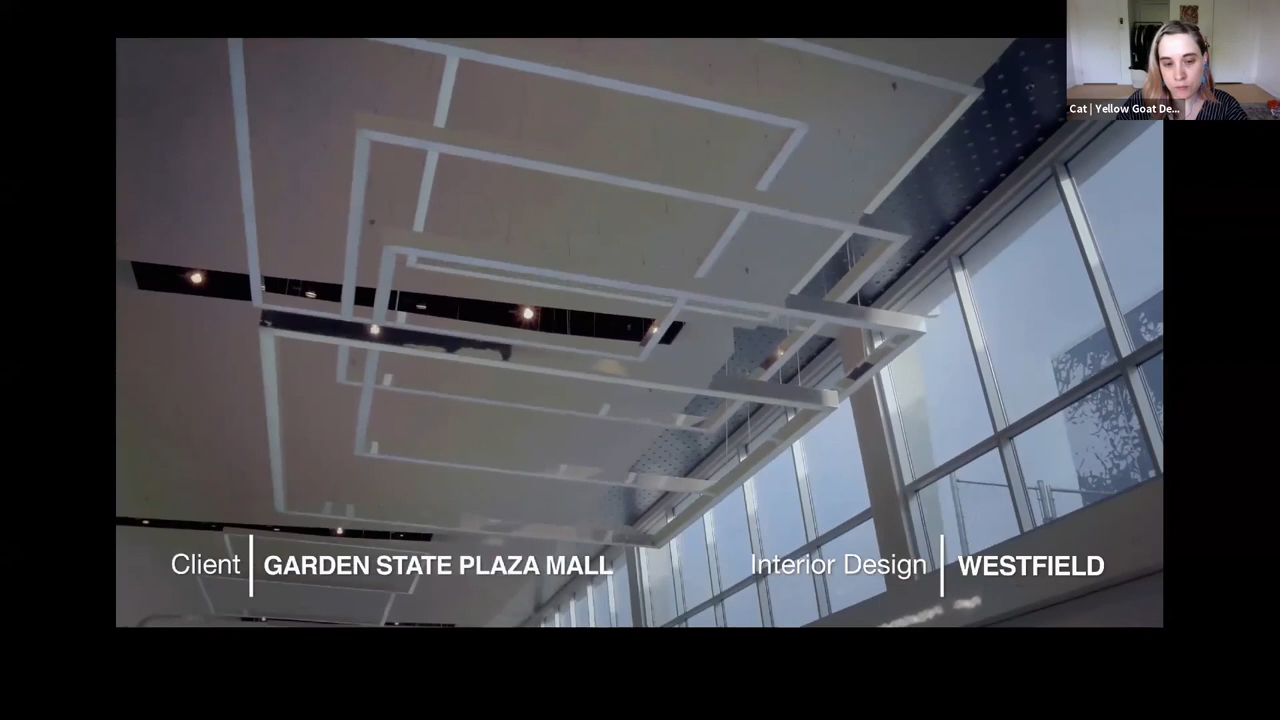 Cat | Yellow Goat De...
Client | GARDEN STATE PLAZA MALL
Interior Design | WESTFIELD